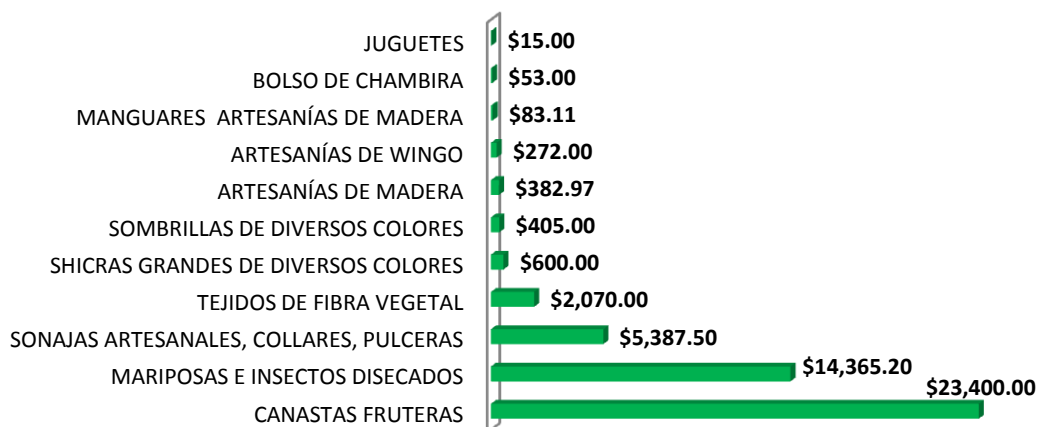 JUGUETES $15.00
BOLSO DE CHAMBIRA $53.00
MANGUARES ARTESANÍAS DE MADERA $83.11
ARTESANÍAS DE WINGO $272.00
ARTESANÍAS DE MADERA $382.97
SOMBRILLAS DE DIVERSOS COLORES $405.00
SHICRAS GRANDES DE DIVERSOS COLORES $600.00
TEJIDOS DE FIBRA VEGETAL $2,070.00
SONAJAS ARTESANALES, COLLARES, PULCERAS $5,387.50
MARIPOSAS E INSECTOS DISECADOS $14,365.20
CANASTAS FRUTERAS $23,400.00